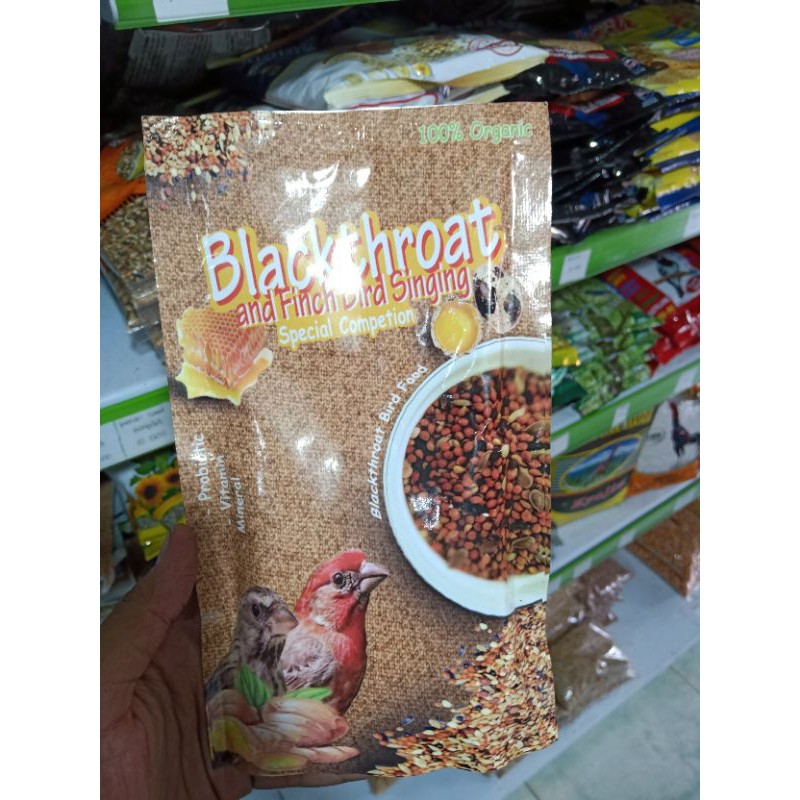 100% Organic
Blackthroat
and Finch Bird Singing
Special Competion
Blackthroat Bird Food
Probiotic
Vitamin
Mineral